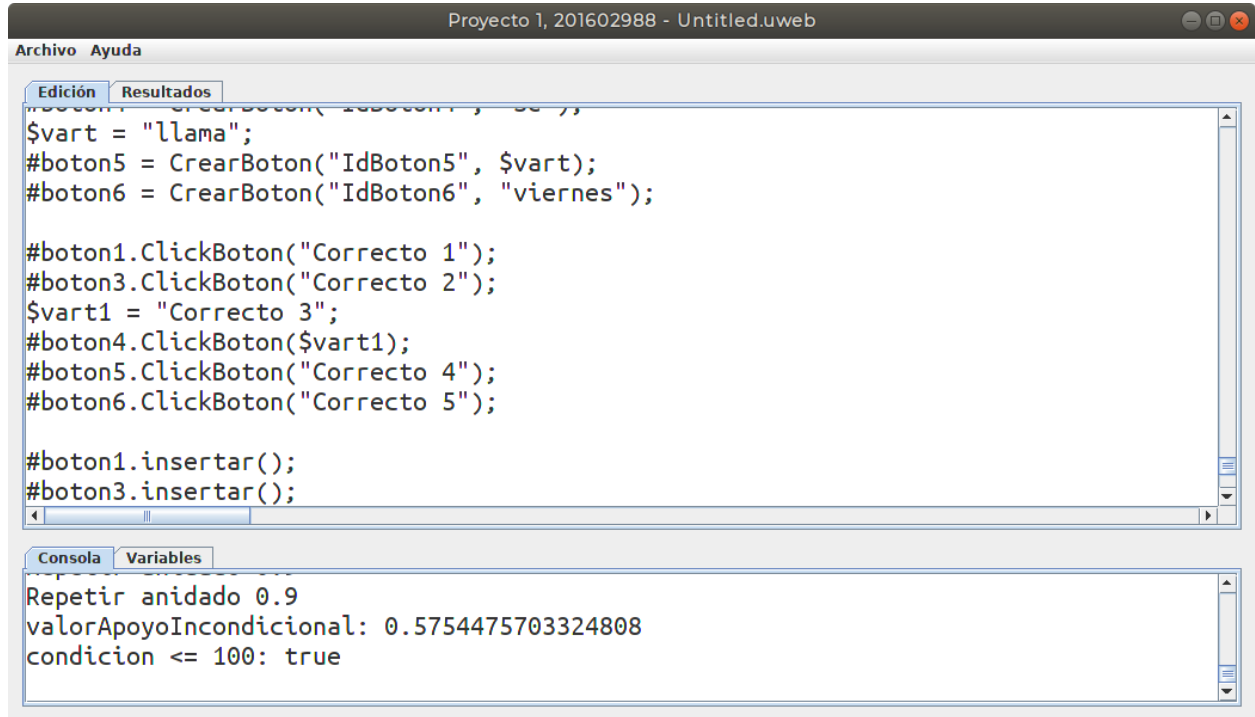 Proyecto 1, 201602988 - Untitled.uweb
Archivo Ayuda
Edición Resultados
$vart = "llama";
#boton5 = CrearBoton("IdBoton5", $vart);
#boton6 = CrearBoton("IdBoton6", "viernes");
#boton1.ClickBoton("Correcto 1");
#boton3.ClickBoton("Correcto 2");
$vart1 = "Correcto 3";
#boton4.ClickBoton($vart1);
#boton5.ClickBoton("Correcto 4");
#boton6.ClickBoton("Correcto 5");
#boton1.insertar();
#boton3.insertar();
Consola Variables
Repetir anidado 0.9
valorApoyoIncondicional: 0.5754475703324808
condicion <= 100: true